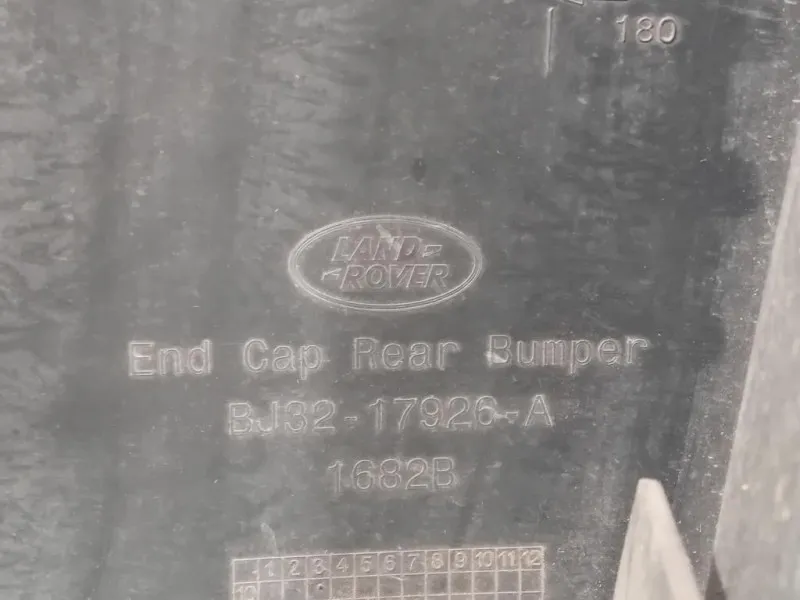 180
LAND-
-ROVER
End Cap Rear Bumper
BJ32-17926-A
1682B
1 2 3 4 5 6 7 8 9 10 11 12
10